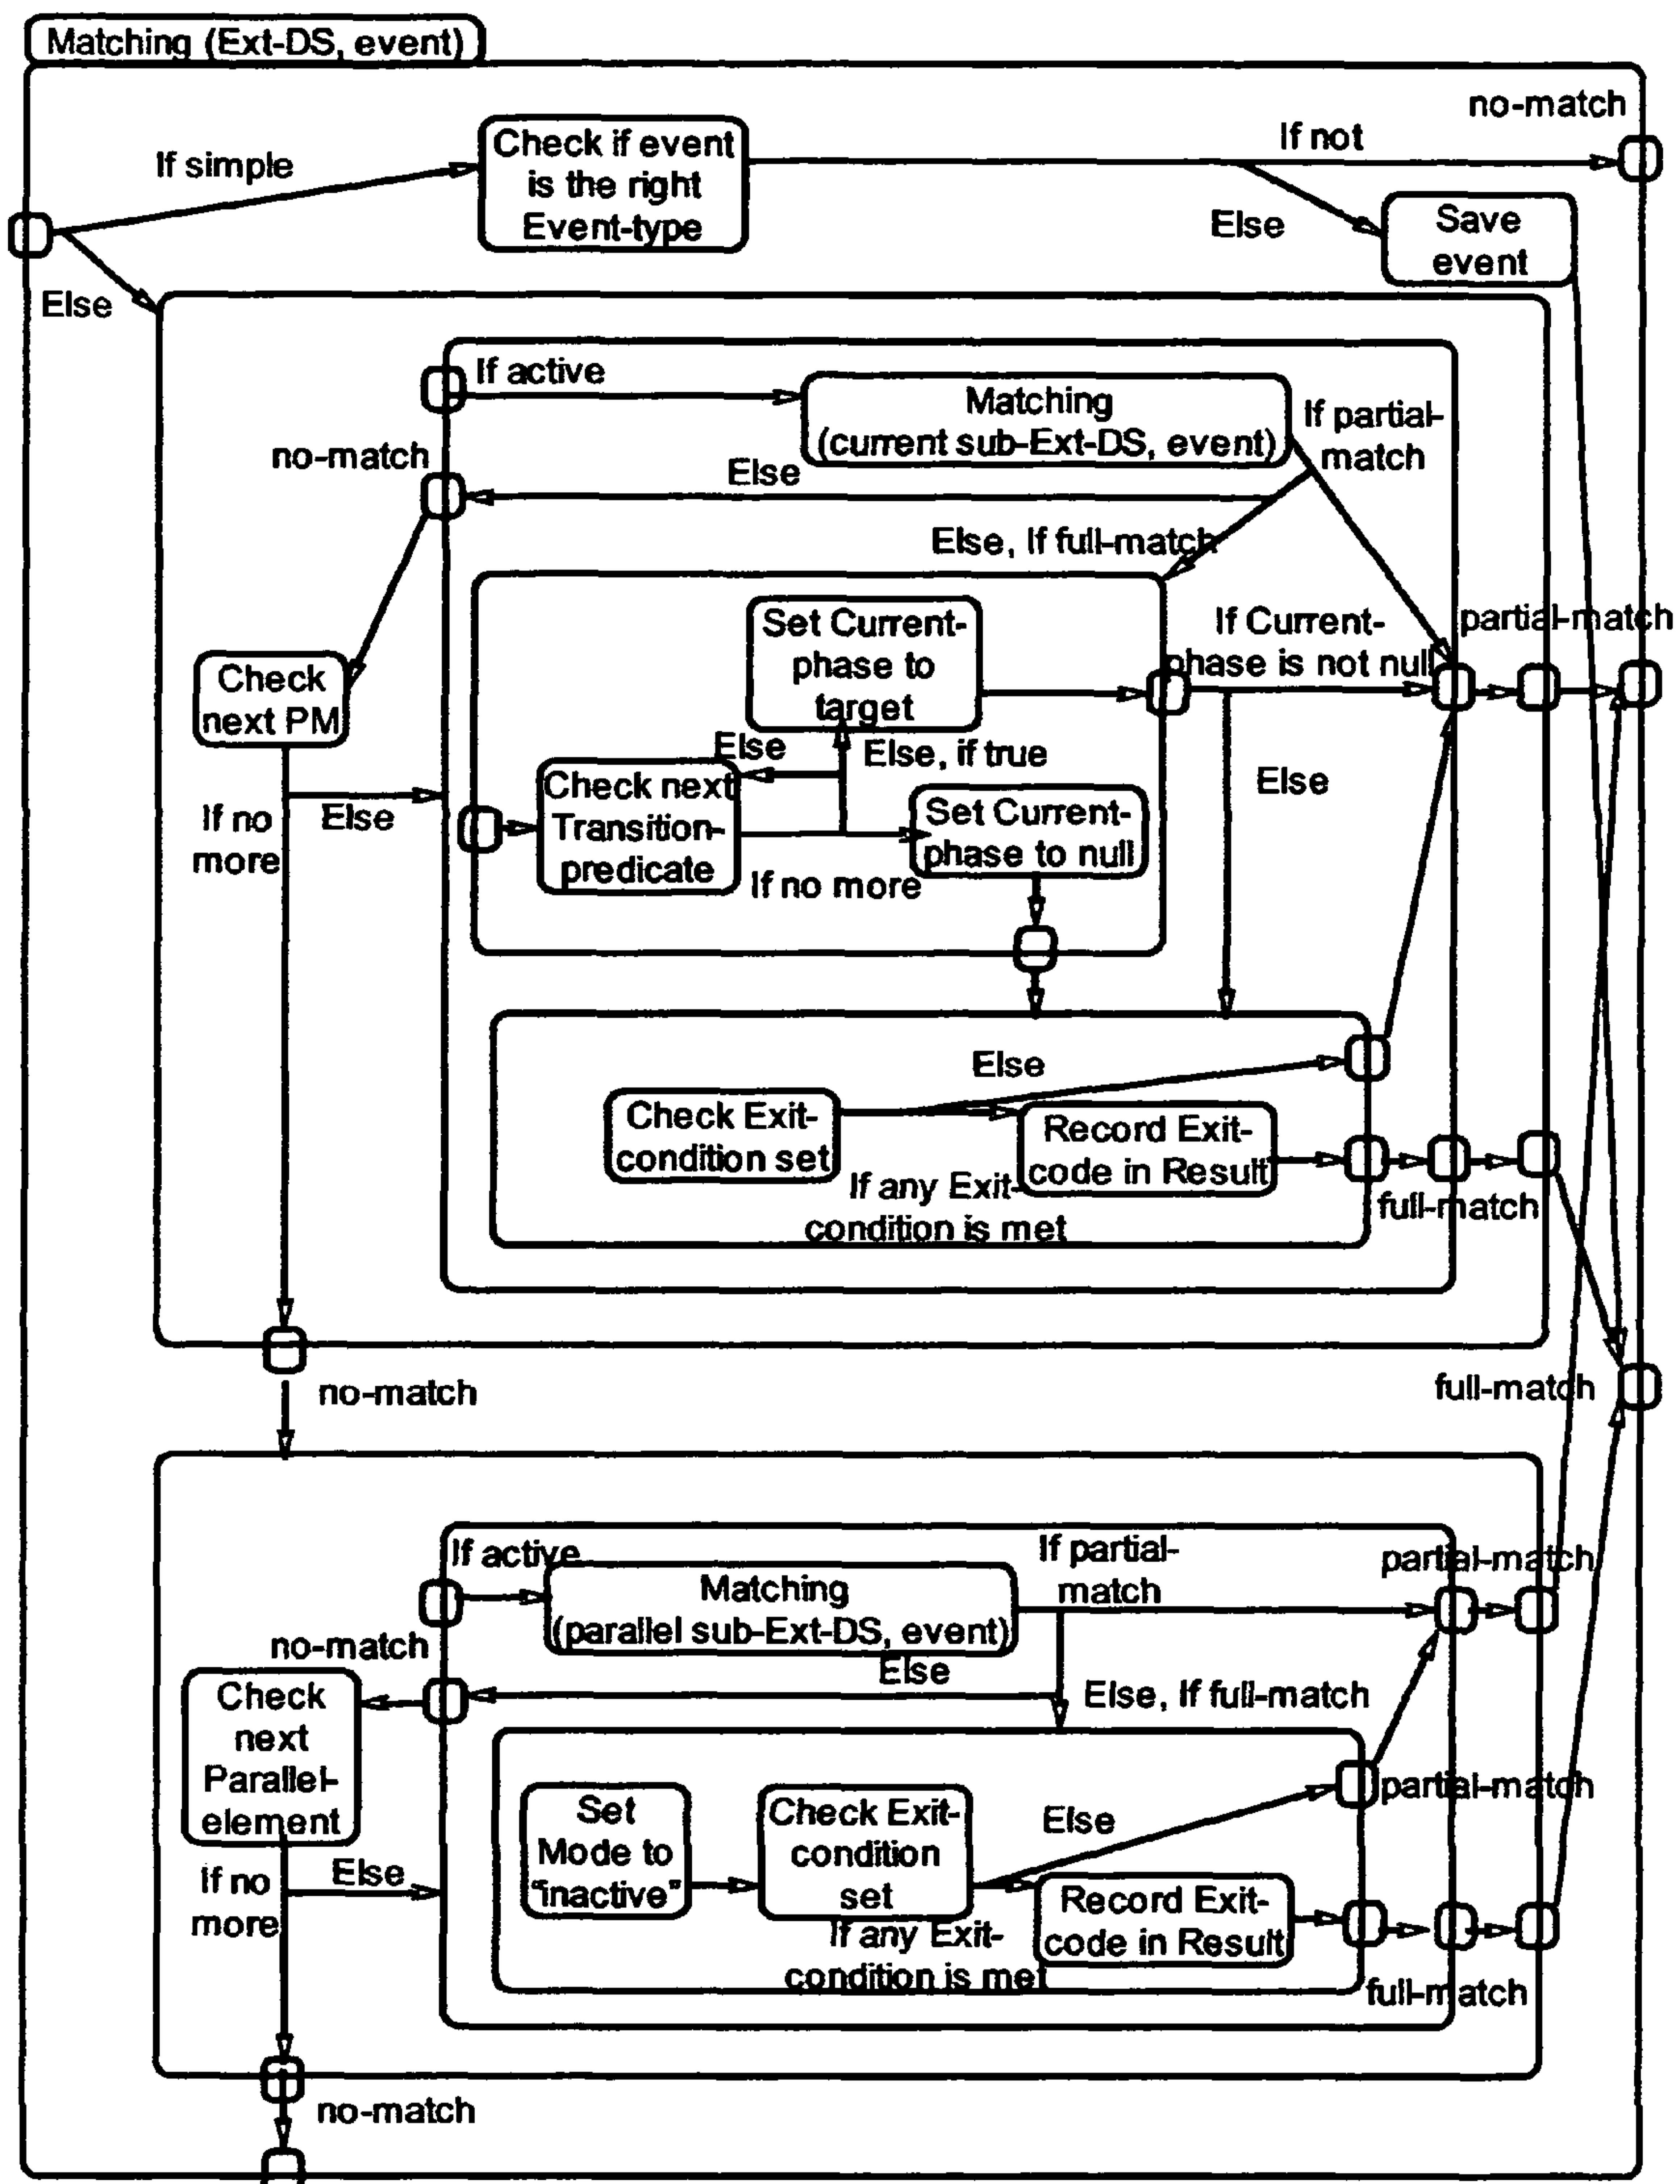 Matching (Ext-DS, event)
no-match
If simple
Check if event
is the right
Event-type
If not
Else
Save
event
Else
If active
Matching
(current sub-Ext-DS, event)
If partial-
match
no-match
Else
Else, If full-match
Set Current-
phase to
target
If Current-
phase is not null
partial-match
Check
next PM
Else
Else, if true
Check next
Transition-
predicate
Set Current-
phase to null
Else
If no
more
Else
If no more
Else
Check Exit-
condition set
Record Exit-
code in Result
If any Exit-
condition is met
full-match
no-match
full-match
If active
Matching
(parallel sub-Ext-DS, event)
If partial-
match
partial-match
no-match
Else
Else, If full-match
Check
next
Parallel-
element
Set
Mode to
"inactive"
Check Exit-
condition
set
Else
partial-match
If no
more
Else
Record Exit-
code in Result
If any Exit-
condition is met
full-match
no-match